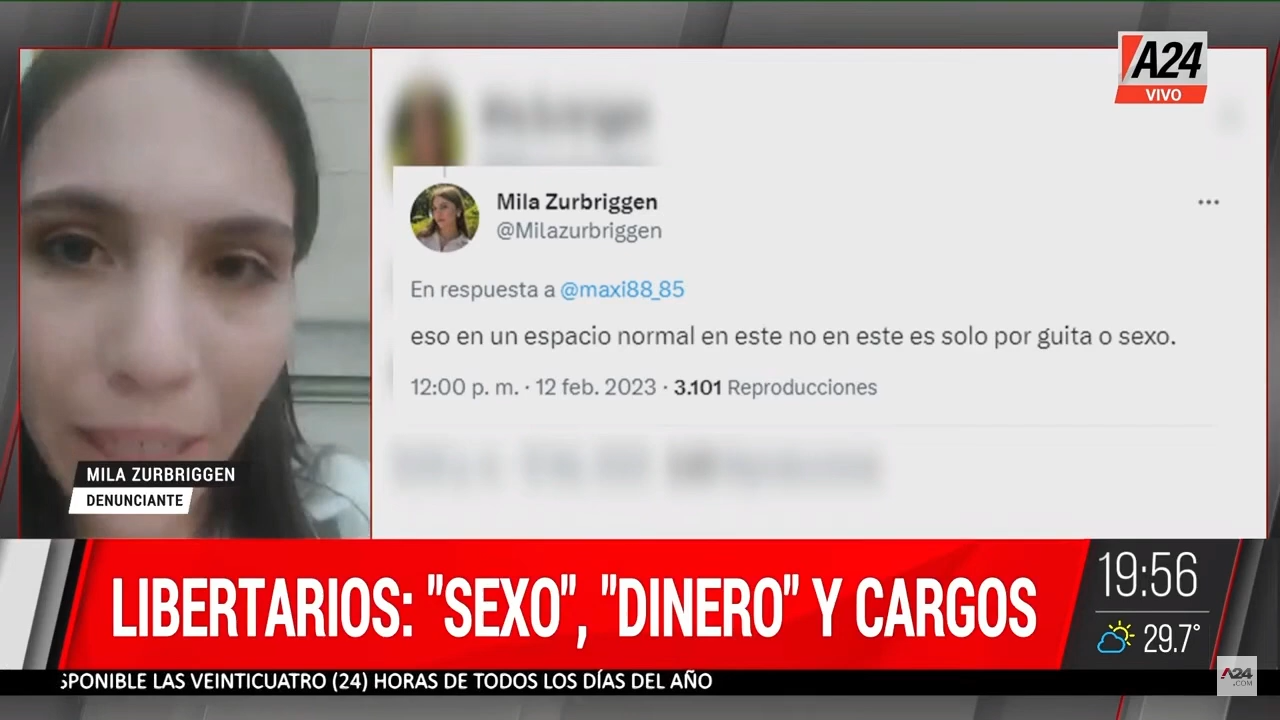 A24
VIVO
Mila Zurbriggen
@Milazurbriggen
En respuesta a @maxi88_85
eso en un espacio normal en este no en este es solo por guita o sexo.
12:00 p. m. · 12 feb. 2023 · 3.101 Reproducciones
MILA ZURBRIGGEN
DENUNCIANTE
LIBERTARIOS: "SEXO", "DINERO" Y CARGOS
19:56
29.7°
SPONIBLE LAS VEINTICUATRO (24) HORAS DE TODOS LOS DÍAS DEL AÑO
A24
.COM